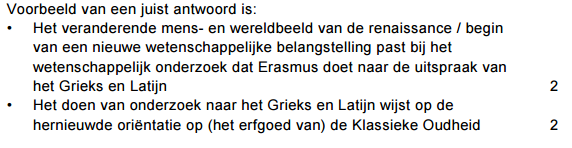 Voorbeeld van een juist antwoord is:
• Het veranderende mens- en wereldbeeld van de renaissance / begin
van een nieuwe wetenschappelijke belangstelling past bij het
wetenschappelijk onderzoek dat Erasmus doet naar de uitspraak van
het Grieks en Latijn 2
• Het doen van onderzoek naar het Grieks en Latijn wijst op de
hernieuwde oriëntatie op (het erfgoed van) de Klassieke Oudheid 2